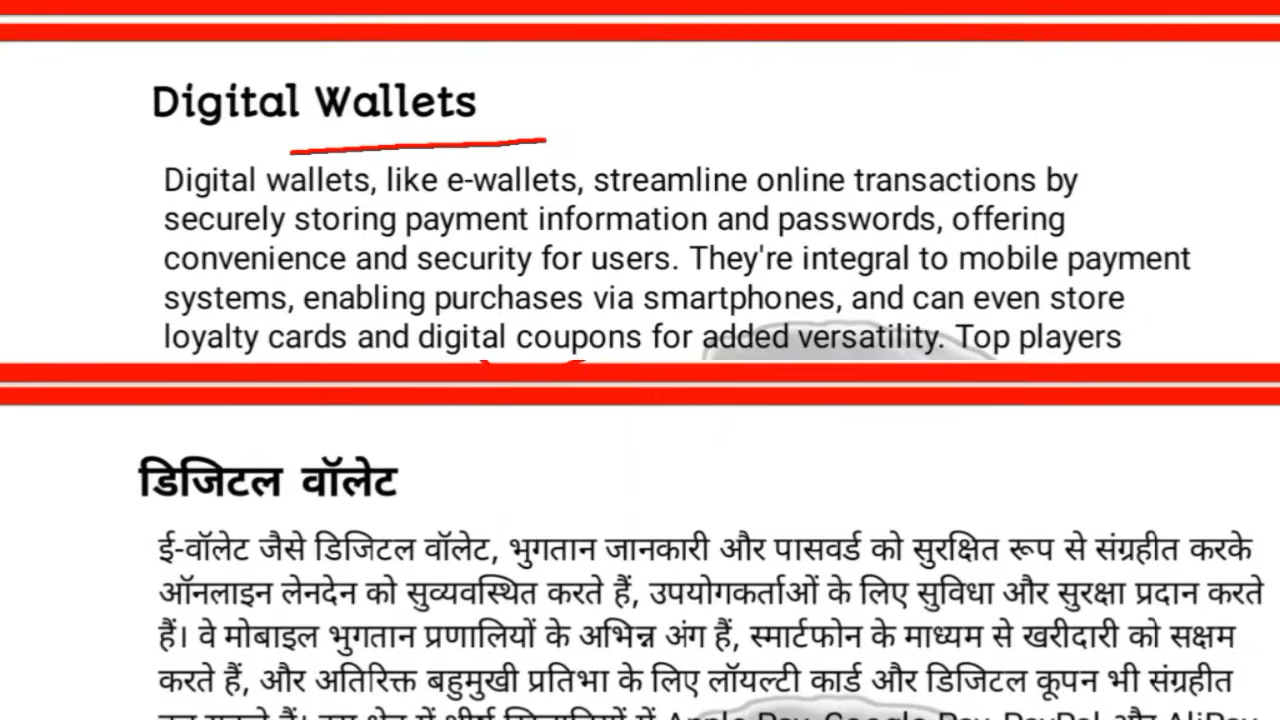 Digital Wallets
Digital wallets, like e-wallets, streamline online transactions by
securely storing payment information and passwords, offering
convenience and security for users. They're integral to mobile payment
systems, enabling purchases via smartphones, and can even store
loyalty cards and digital coupons for added versatility. Top players
डिजिटल वॉलेट
ई-वॉलेट जैसे डिजिटल वॉलेट, भुगतान जानकारी और पासवर्ड को सुरक्षित रूप से संग्रहीत करके
ऑनलाइन लेनदेन को सुव्यवस्थित करते हैं, उपयोगकर्ताओं के लिए सुविधा और सुरक्षा प्रदान करते
हैं। वे मोबाइल भुगतान प्रणालियों के अभिन्न अंग हैं, स्मार्टफोन के माध्यम से खरीदारी को सक्षम
करते हैं, और अतिरिक्त बहुमुखी प्रतिभा के लिए लॉयल्टी कार्ड और डिजिटल कूपन भी संग्रहीत